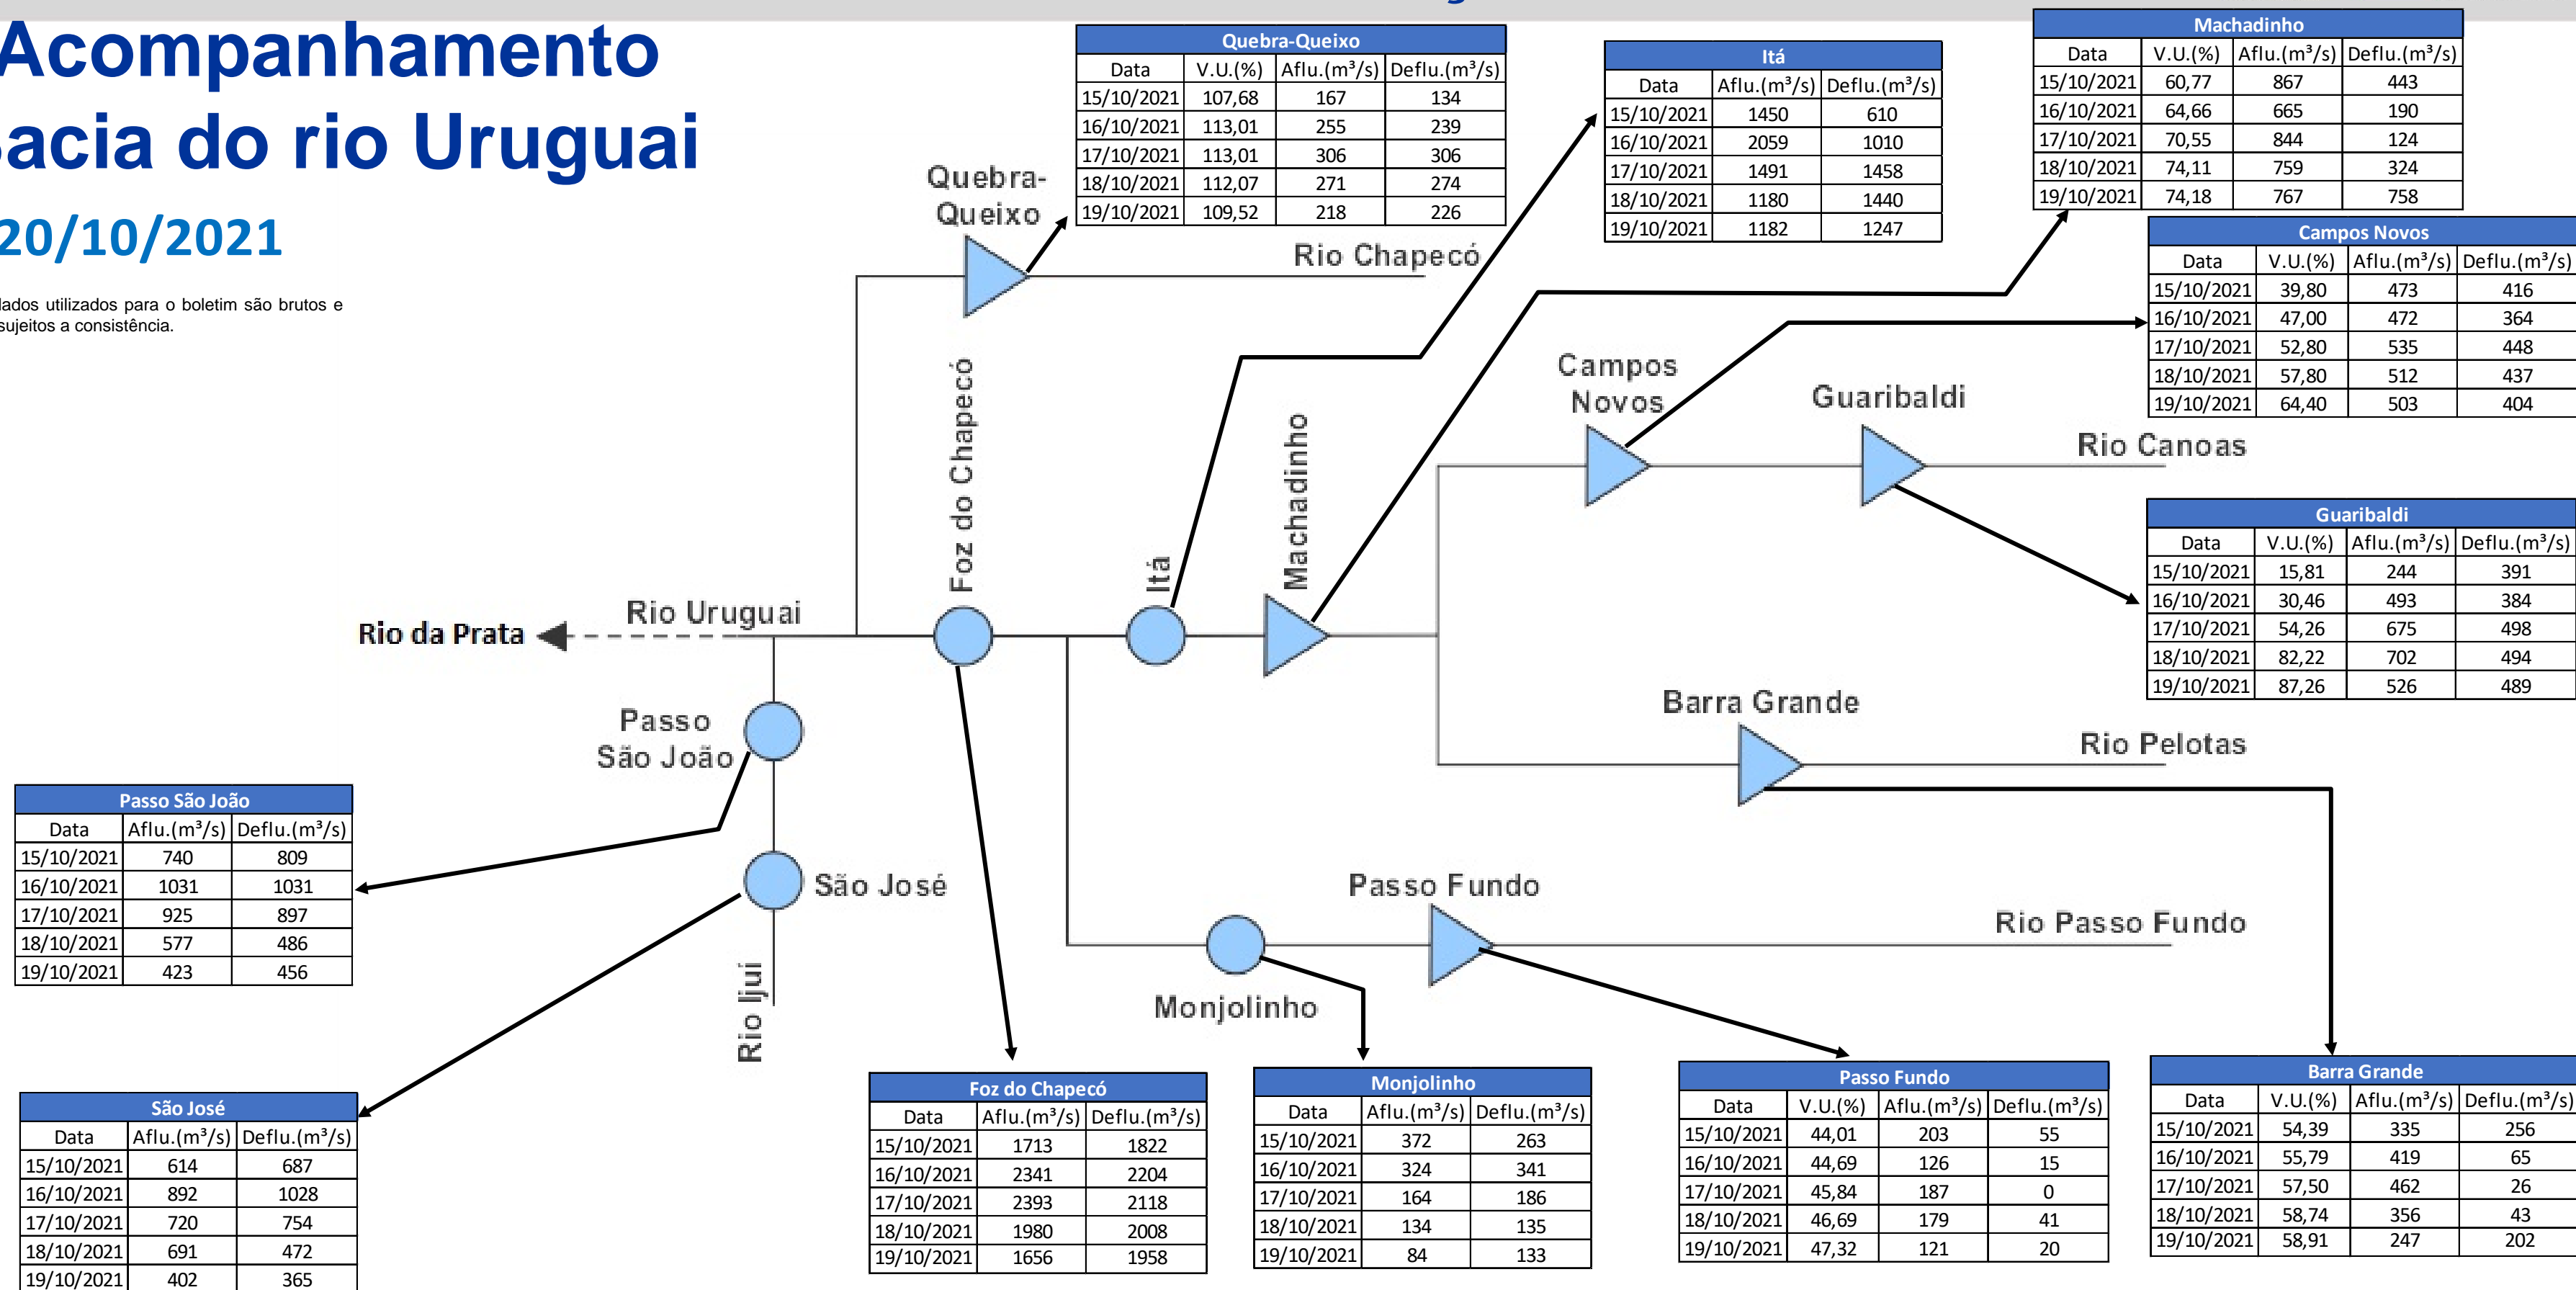 Acompanhamento
Bacia do rio Uruguai
20/10/2021
dados utilizados para o boletim são brutos e
sujeitos a consistência.
Quebra-Queixo
Data V.U.(%) Aflu.(m³/s) Deflu.(m³/s)
15/10/2021 107,68 167 134
16/10/2021 113,01 255 239
17/10/2021 113,01 306 306
18/10/2021 112,07 271 274
19/10/2021 109,52 218 226
Itá
Data Aflu.(m³/s) Deflu.(m³/s)
15/10/2021 1450 610
16/10/2021 2059 1010
17/10/2021 1491 1458
18/10/2021 1180 1440
19/10/2021 1182 1247
Machadinho
Data V.U.(%) Aflu.(m³/s) Deflu.(m³/s)
15/10/2021 60,77 867 443
16/10/2021 64,66 665 190
17/10/2021 70,55 844 124
18/10/2021 74,11 759 324
19/10/2021 74,18 767 758
Campos Novos
Data V.U.(%) Aflu.(m³/s) Deflu.(m³/s)
15/10/2021 39,80 473 416
16/10/2021 47,00 472 364
17/10/2021 52,80 535 448
18/10/2021 57,80 512 437
19/10/2021 64,40 503 404
Quebra-
Queixo
Rio Chapecó
Foz do Chapecó
Itá
Machadinho
Campos
Novos
Guaribaldi
Rio Canoas
Guaribaldi
Data V.U.(%) Aflu.(m³/s) Deflu.(m³/s)
15/10/2021 15,81 244 391
16/10/2021 30,46 493 384
17/10/2021 54,26 675 498
18/10/2021 82,22 702 494
19/10/2021 87,26 526 489
Rio da Prata
Rio Uruguai
Barra Grande
Rio Pelotas
Passo
São João
São José
Rio Ijuí
Passo Fundo
Rio Passo Fundo
Monjolinho
Passo São João
Data Aflu.(m³/s) Deflu.(m³/s)
15/10/2021 740 809
16/10/2021 1031 1031
17/10/2021 925 897
18/10/2021 577 486
19/10/2021 423 456
São José
Data Aflu.(m³/s) Deflu.(m³/s)
15/10/2021 614 687
16/10/2021 892 1028
17/10/2021 720 754
18/10/2021 691 472
19/10/2021 402 365
Foz do Chapecó
Data Aflu.(m³/s) Deflu.(m³/s)
15/10/2021 1713 1822
16/10/2021 2341 2204
17/10/2021 2393 2118
18/10/2021 1980 2008
19/10/2021 1656 1958
Monjolinho
Data Aflu.(m³/s) Deflu.(m³/s)
15/10/2021 372 263
16/10/2021 324 341
17/10/2021 164 186
18/10/2021 134 135
19/10/2021 84 133
Passo Fundo
Data V.U.(%) Aflu.(m³/s) Deflu.(m³/s)
15/10/2021 44,01 203 55
16/10/2021 44,69 126 15
17/10/2021 45,84 187 0
18/10/2021 46,69 179 41
19/10/2021 47,32 121 20
Barra Grande
Data V.U.(%) Aflu.(m³/s) Deflu.(m³/s)
15/10/2021 54,39 335 256
16/10/2021 55,79 419 65
17/10/2021 57,50 462 26
18/10/2021 58,74 356 43
19/10/2021 58,91 247 202